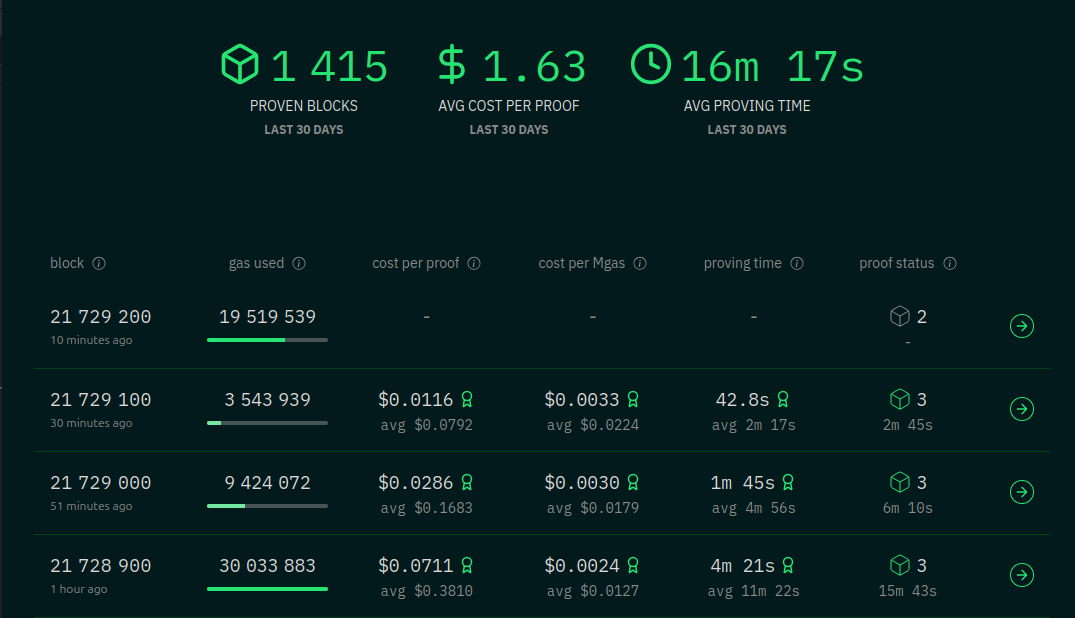 1 415 $ 1.63 16m 17s
PROVEN BLOCKS AVG COST PER PROOF AVG PROVING TIME
LAST 30 DAYS LAST 30 DAYS LAST 30 DAYS
block gas used cost per proof cost per Mgas proving time proof status
21 729 200 19 519 539 - - - 2
10 minutes ago -
21 729 100 3 543 939 $0.0116 $0.0033 42.8s 3
30 minutes ago avg $0.0792 avg $0.0224 avg 2m 17s 2m 45s
21 729 000 9 424 072 $0.0286 $0.0030 1m 45s 3
51 minutes ago avg $0.1683 avg $0.0179 avg 4m 56s 6m 10s
21 728 900 30 033 883 $0.0711 $0.0024 4m 21s 3
1 hour ago avg $0.3810 avg $0.0127 avg 11m 22s 15m 43s